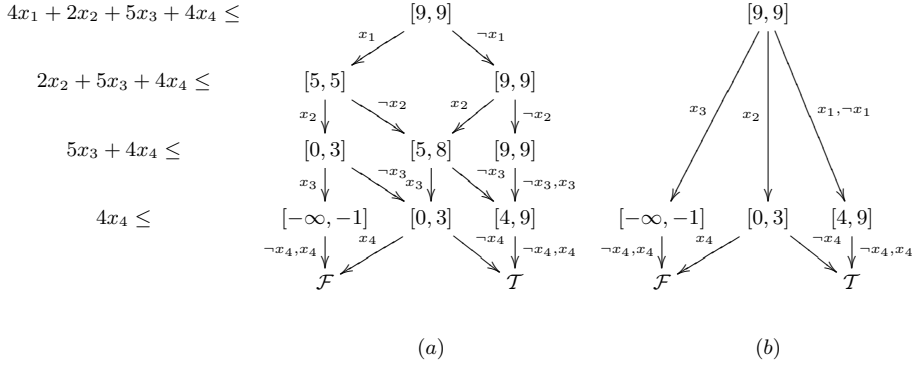 4x₁ + 2x₂ + 5x₃ + 4x₄ ≤ [9, 9] [9, 9]
x₁ ¬x₁
2x₂ + 5x₃ + 4x₄ ≤ [5, 5] [9, 9]
x₂ ¬x₂ x₂ ¬x₂ x₃ x₂ x₁,¬x₁
5x₃ + 4x₄ ≤ [0, 3] [5, 8] [9, 9]
x₃ ¬x₃ x₃ ¬x₃ ¬x₃,x₃
4x₄ ≤ [−∞, −1] [0, 3] [4, 9] [−∞, −1] [0, 3] [4, 9]
¬x₄,x₄ x₄ ¬x₄ ¬x₄,x₄ ¬x₄,x₄ x₄ ¬x₄ ¬x₄,x₄
ℱ 𝒯 ℱ 𝒯
(a) (b)